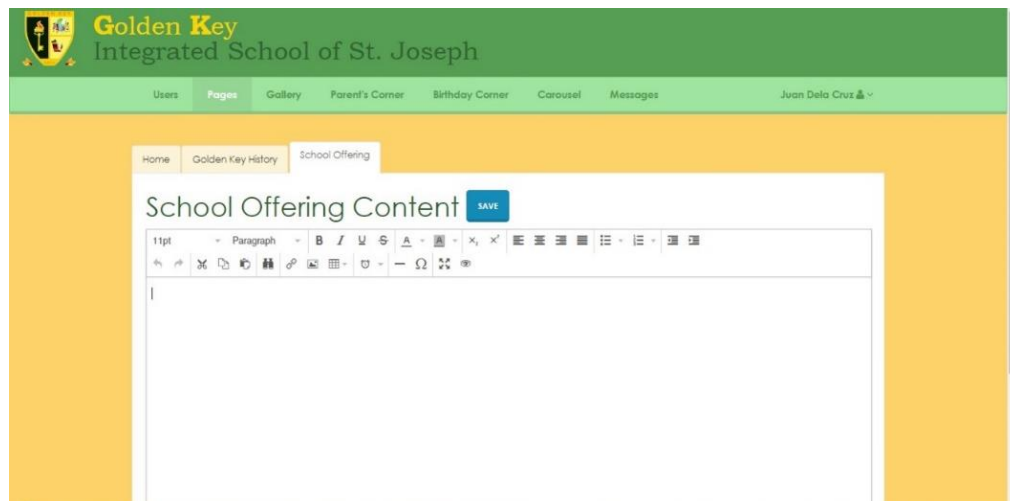 Golden Key
Integrated School of St. Joseph
Users Pages Gallery Parent's Corner Birthday Corner Carousel Messages Juan Dela Cruz
Home Golden Key History School Offering
School Offering Content SAVE
11pt Paragraph B I U S A A x, x'
Ω